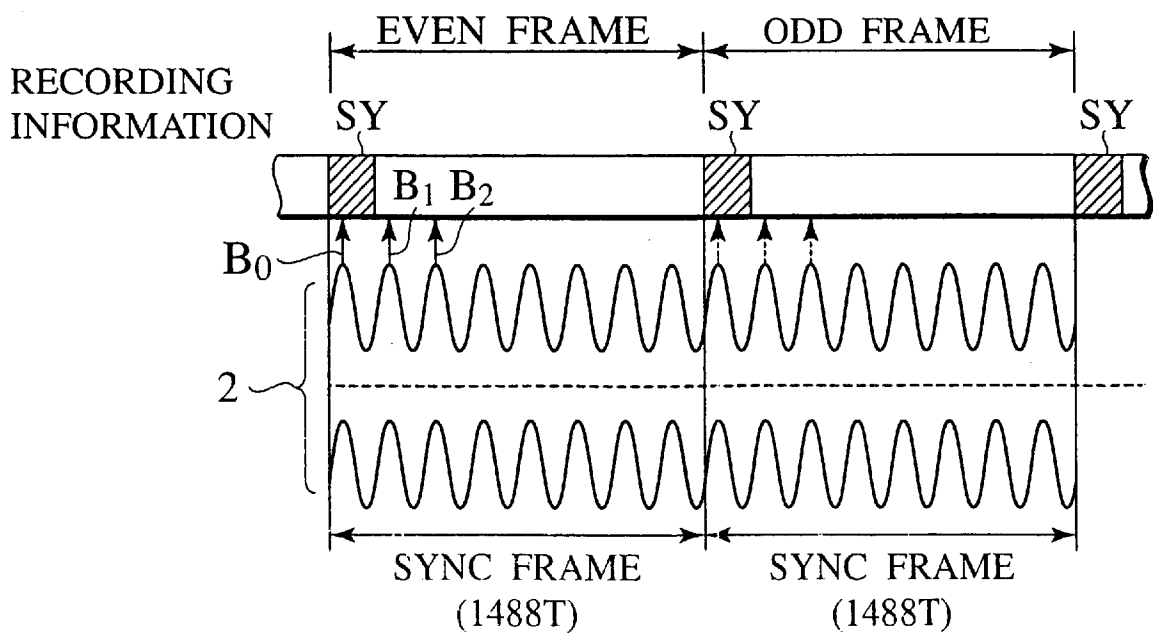 EVEN FRAME
ODD FRAME
RECORDING
INFORMATION
SY
SY
SY
B1
B2
B0
2
SYNC FRAME
(1488T)
SYNC FRAME
(1488T)